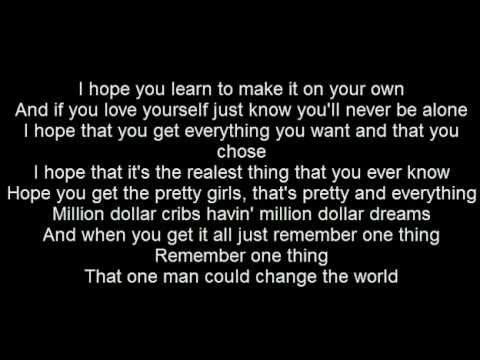 I hope you learn to make it on your own
And if you love yourself just know you'll never be alone
I hope that you get everything you want and that you
chose
I hope that it's the realest thing that you ever know
Hope you get the pretty girls, that's pretty and everything
Million dollar cribs havin' million dollar dreams
And when you get it all just remember one thing
Remember one thing
That one man could change the world